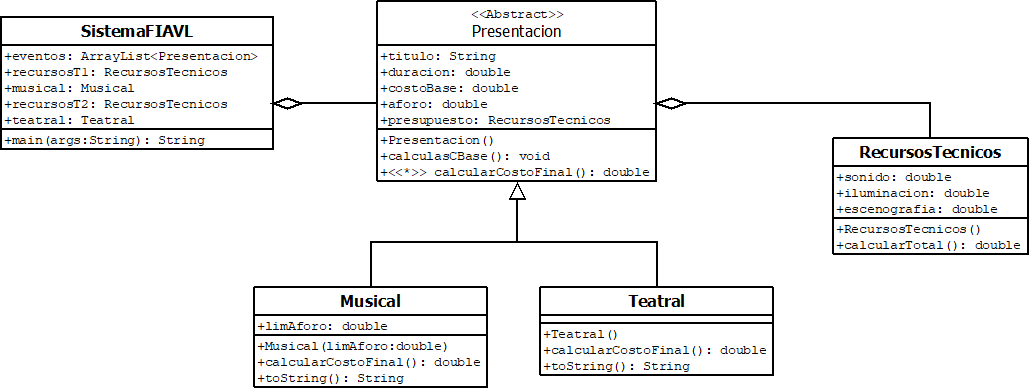 SistemaFIAVL
+eventos: ArrayList<Presentacion>
+recursosT1: RecursosTecnicos
+musical: Musical
+recursosT2: RecursosTecnicos
+teatral: Teatral
+main(args:String): String
<<Abstract>>
Presentacion
+titulo: String
+duracion: double
+costoBase: double
+aforo: double
+presupuesto: RecursosTecnicos
+Presentacion()
+calculasCBase(): void
+<<*>> calcularCostoFinal(): double
RecursosTecnicos
+sonido: double
+iluminacion: double
+escenografia: double
+RecursosTecnicos()
+calcularTotal(): double
Musical
+limAforo: double
+Musical(limAforo:double)
+calcularCostoFinal(): double
+toString(): String
Teatral
+Teatral()
+calcularCostoFinal(): double
+toString(): String